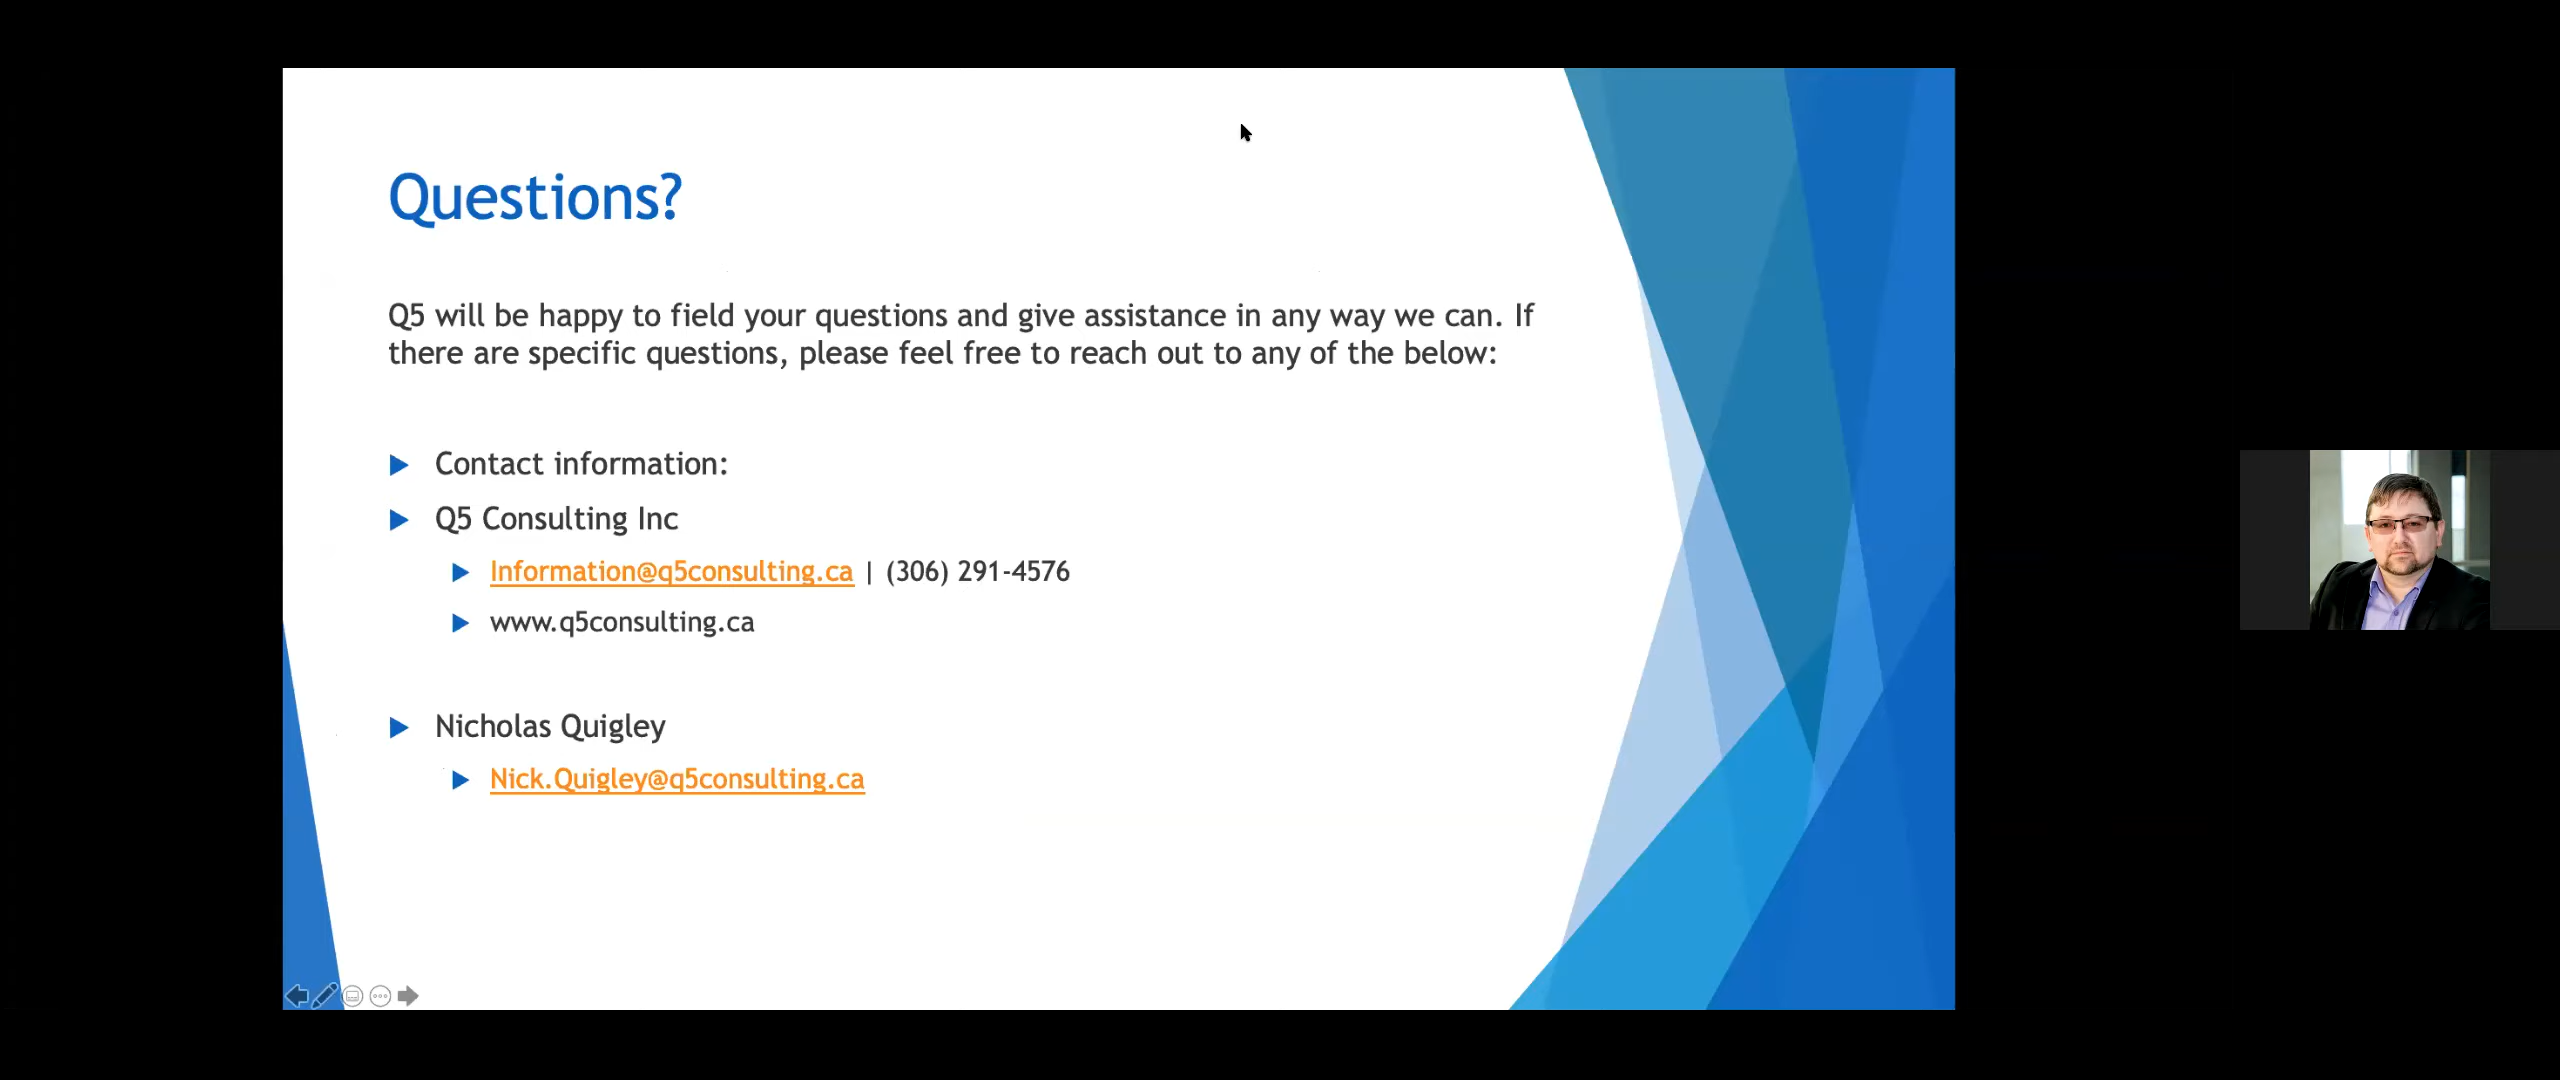 Questions?
Q5 will be happy to field your questions and give assistance in any way we can. If
there are specific questions, please feel free to reach out to any of the below:
Contact information:
Q5 Consulting Inc
Information@q5consulting.ca | (306) 291-4576
www.q5consulting.ca
Nicholas Quigley
Nick.Quigley@q5consulting.ca